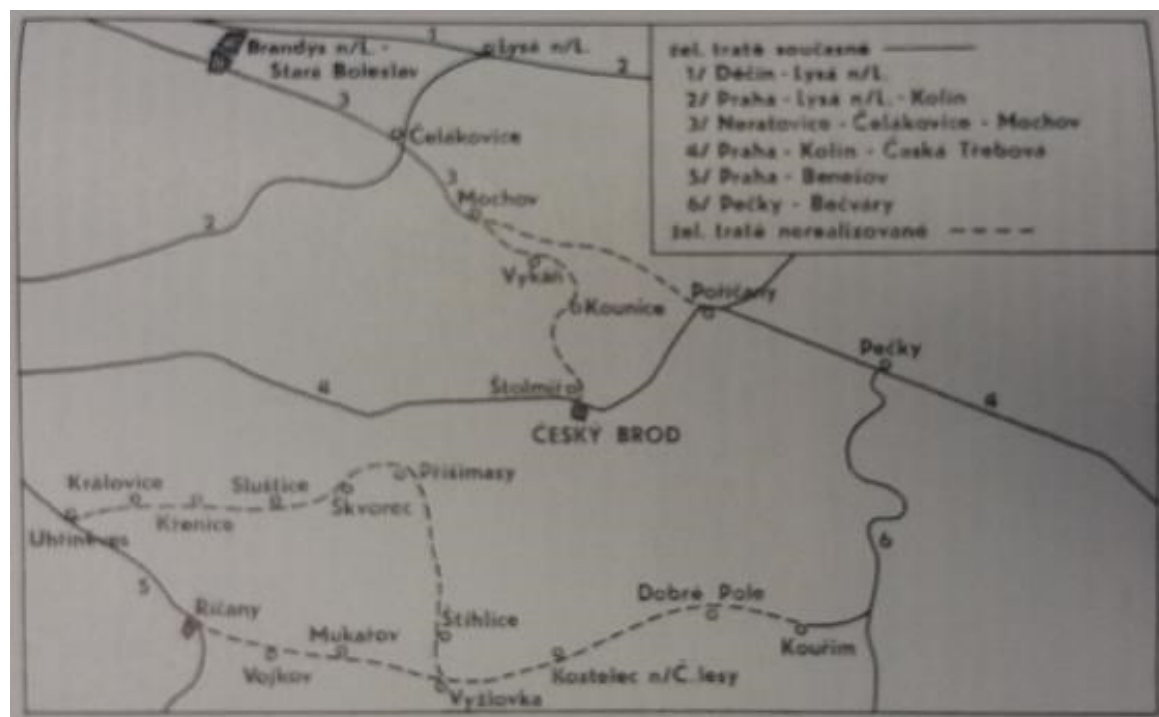 Brandýs n/L. -
Stará Boleslav
1
Lysá n/L.
2
3
Čelákovice
3
Mochov
2
Vykáň
Kounice
Poříčany
Pečky
4
Štolmíř
4
ČESKÝ BROD
žel. tratě současné
1/ Děčín - Lysá n/L.
2/ Praha - Lysá n/L. - Kolín
3/ Neratovice - Čelákovice - Mochov
4/ Praha - Kolín - Česká Třebová
5/ Praha - Benešov
6/ Pečky - Bečváry
žel. tratě nerealizované
Královice
Sluštice
Přišimasy
Škvorec
Křenice
Uhříněves
6
5
Říčany
Dobré Pole
Štíhlice
Mukařov
Kouřim
Vojkov
Kostelec n/Č. lesy
Vyžlovka